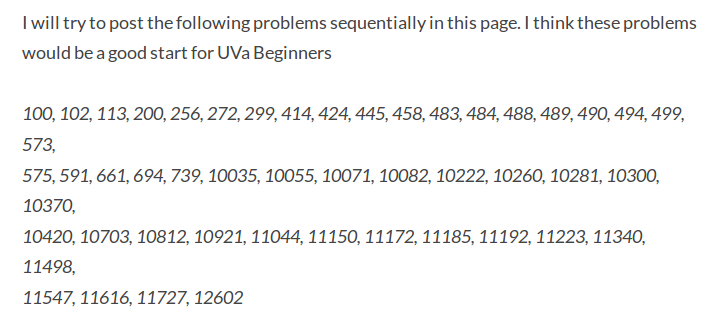 I will try to post the following problems sequentially in this page. I think these problems
would be a good start for UVa Beginners
100, 102, 113, 200, 256, 272, 299, 414, 424, 445, 458, 483, 484, 488, 489, 490, 494, 499,
573,
575, 591, 661, 694, 739, 10035, 10055, 10071, 10082, 10222, 10260, 10281, 10300,
10370,
10420, 10703, 10812, 10921, 11044, 11150, 11172, 11185, 11192, 11223, 11340,
11498,
11547, 11616, 11727, 12602